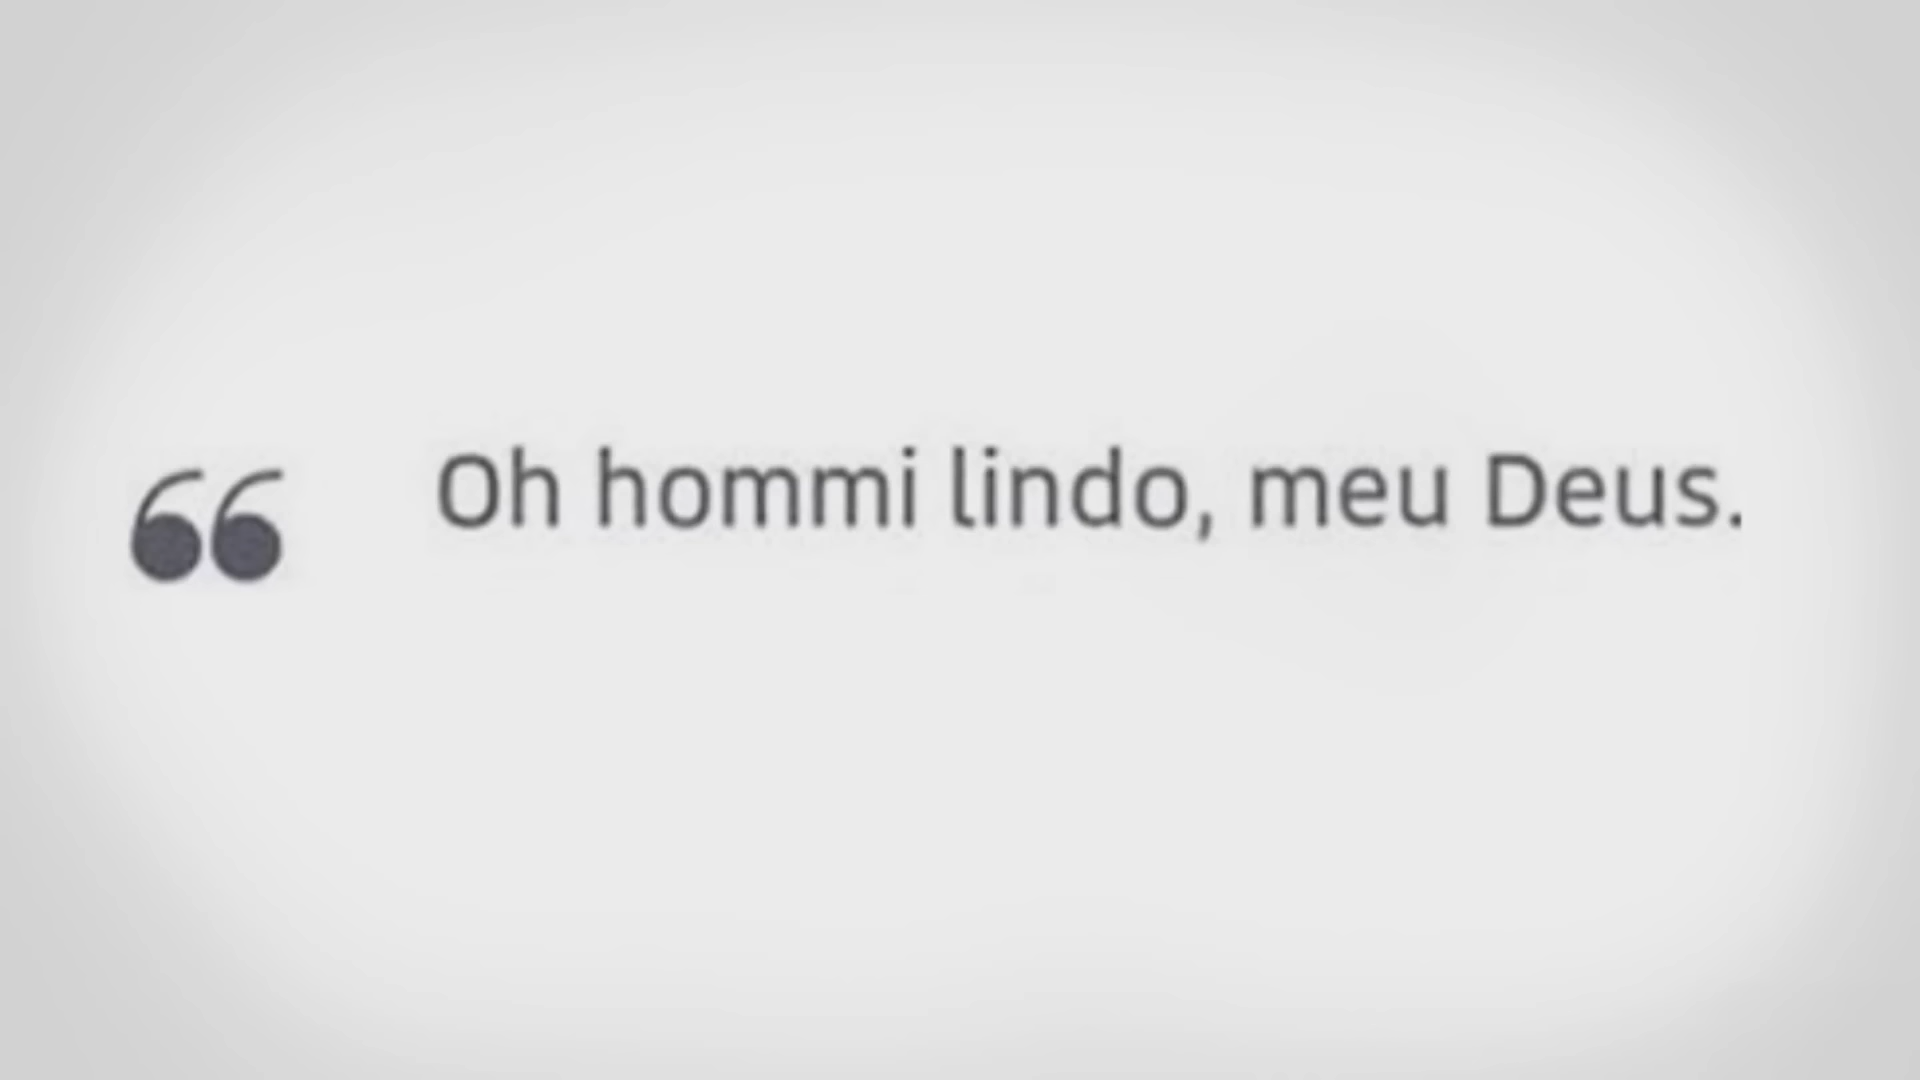 “ Oh hommi lindo, meu Deus.